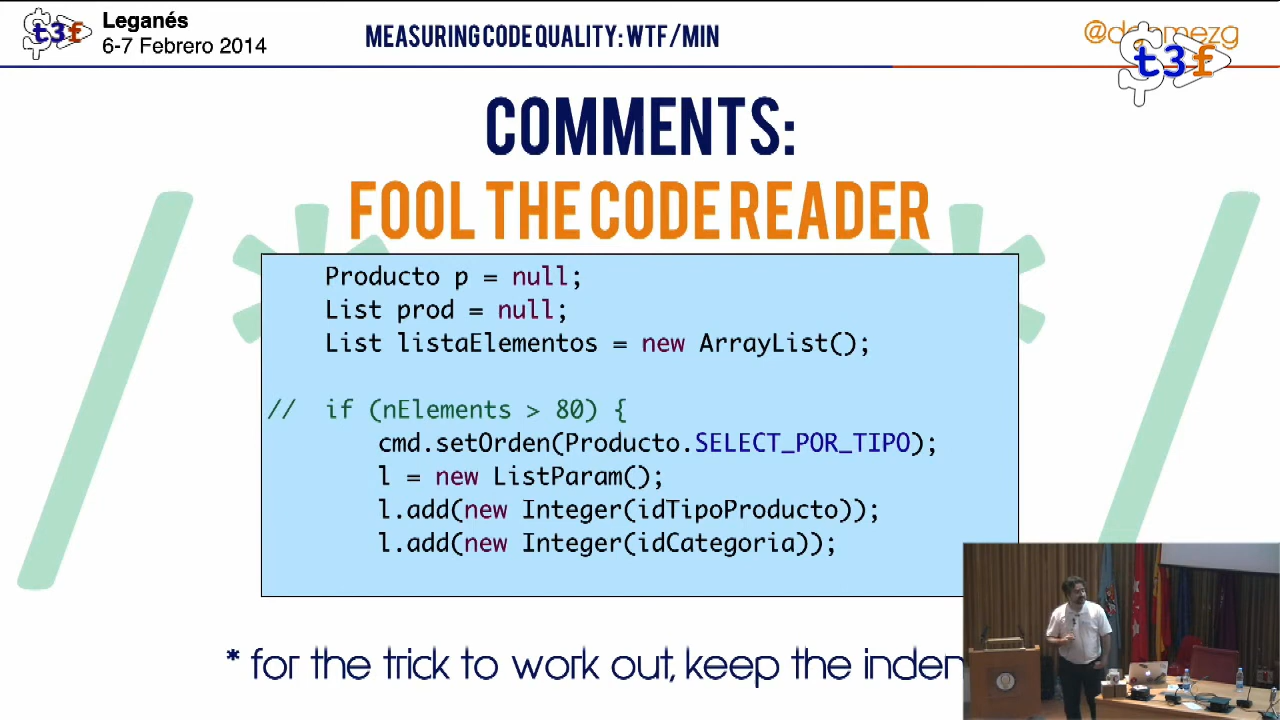 t3f
Leganés
6-7 Febrero 2014
MEASURING CODE QUALITY: WTF/MIN
t3f
COMMENTS:
FOOL THE CODE READER
/* */
Producto p = null;
List prod = null;
List listaElementos = new ArrayList();
// if (nElements > 80) {
cmd.setOrden(Producto.SELECT_POR_TIPO);
l = new ListParam();
l.add(new Integer(idTipoProducto));
l.add(new Integer(idCategoria));
* for the trick to work out, keep the